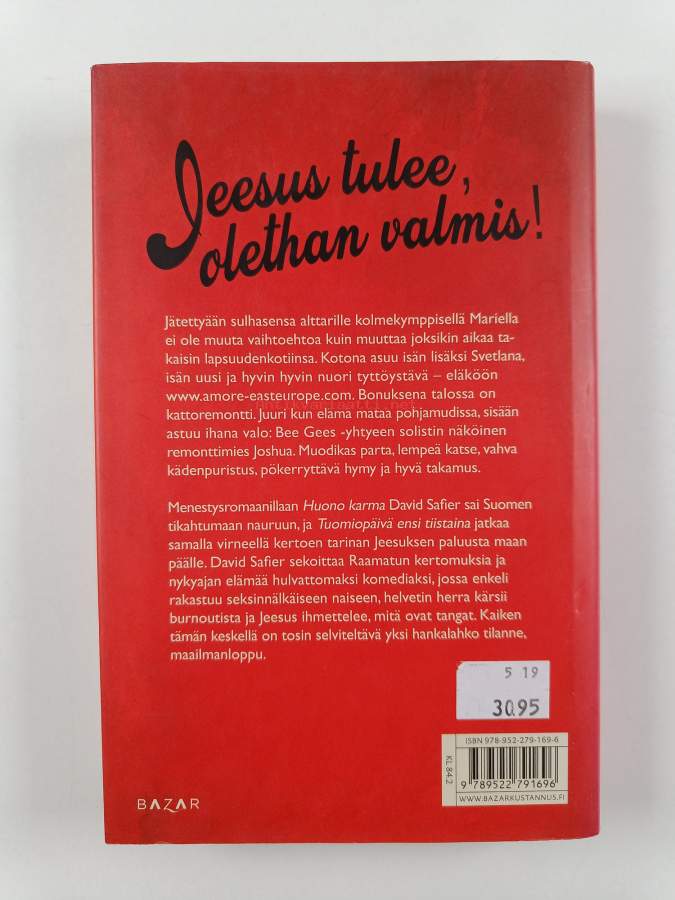 Jeesus tulee,
olethan valmis!
Jätettyään sulhasensa alttarille kolmekymppisellä Mariella
ei ole muuta vaihtoehtoa kuin muuttaa joksikin aikaa ta-
kaisin lapsuudenkotiinsa. Kotona asuu isän lisäksi Svetlana,
isän uusi ja hyvin hyvin nuori tyttöystävä – eläköön
www.amore-easteurope.com. Bonuksena talossa on
kattoremontti. Juuri kun elämä mataa pohjamudissa, sisään
astuu ihana valo: Bee Gees -yhtyeen solistin näköinen
remonttimies Joshua. Muodikas parta, lempeä katse, vahva
kädenpuristus, pökerryttävä hymy ja hyvä takamus.
Menestysromaanillaan Huono karma David Safier sai Suomen
tikahtumaan nauruun, ja Tuomiopäivä ensi tiistaina jatkaa
samalla virneellä kertoen tarinan Jeesuksen paluusta maan
päälle. David Safier sekoittaa Raamatun kertomuksia ja
nykyajan elämää hulvattomaksi komediaksi, jossa enkeli
rakastuu seksinnälkäiseen naiseen, helvetin herra kärsii
burnoutista ja Jeesus ihmettelee, mitä ovat tangat. Kaiken
tämän keskellä on tosin selviteltävä yksi hankalahko tilanne,
maailmanloppu.
5 19
30.95
ISBN 978-952-279-169-6
KL 84.2
9 789522 791696
WWW.BAZARKUSTANNUS.FI
BAZAR